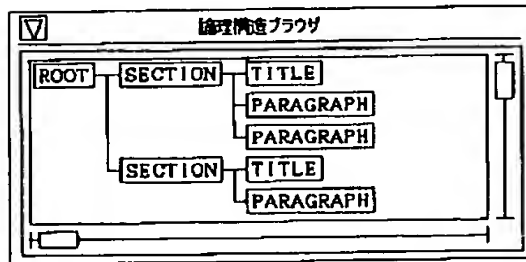 論理構造ブラウザ
ROOT SECTION TITLE
PARAGRAPH
PARAGRAPH
SECTION TITLE
PARAGRAPH